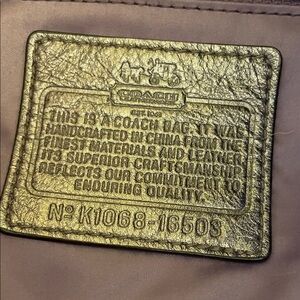 COACH
EST. 1941
THIS IS A COACH BAG. IT WAS
HANDCRAFTED IN CHINA FROM THE
FINEST MATERIALS AND LEATHER.
ITS SUPERIOR CRAFTSMANSHIP
REFLECTS OUR COMMITMENT TO
ENDURING QUALITY.
Nº K1068-16503